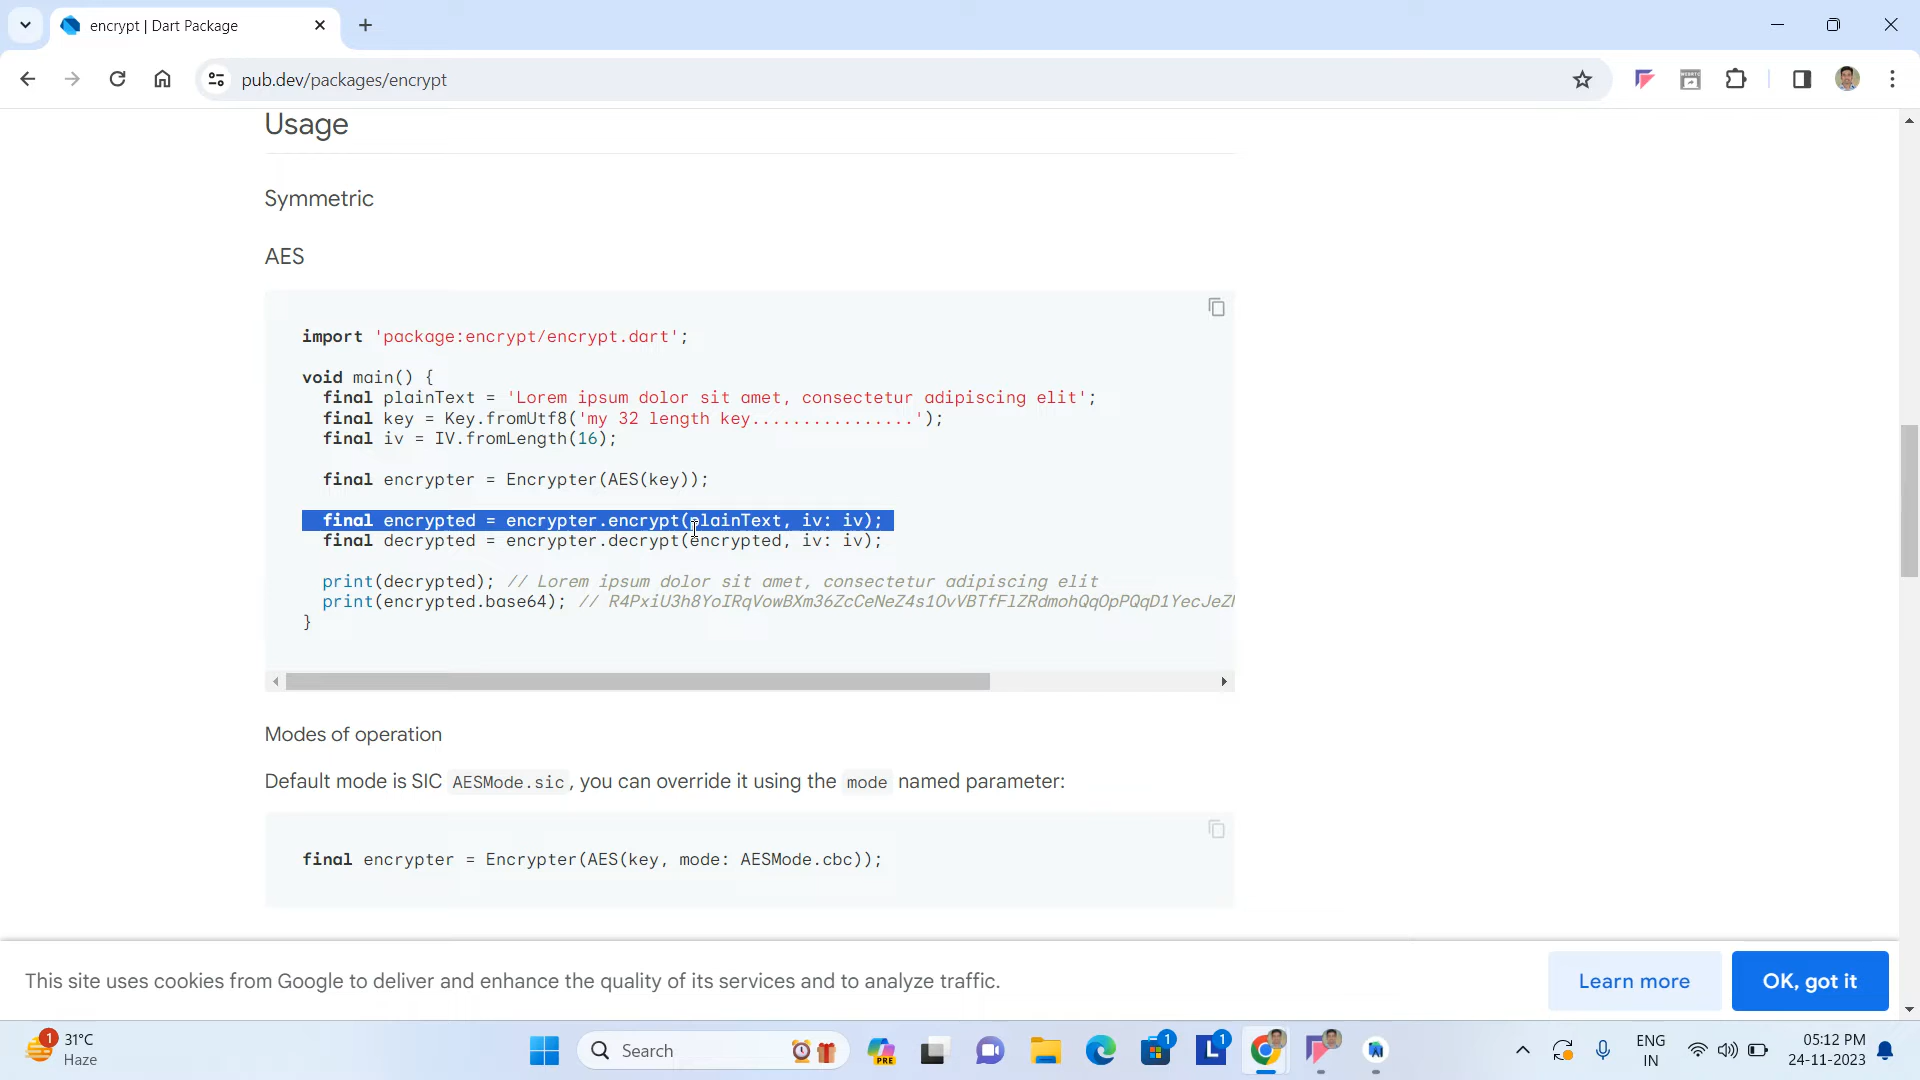 encrypt | Dart Package
pub.dev/packages/encrypt
Usage
Symmetric
AES
import 'package:encrypt/encrypt.dart';
void main() {
final plainText = 'Lorem ipsum dolor sit amet, consectetur adipiscing elit';
final key = Key.fromUtf8('my 32 length key................');
final iv = IV.fromLength(16);
final encrypter = Encrypter(AES(key));
final encrypted = encrypter.encrypt(plainText, iv: iv);
final decrypted = encrypter.decrypt(encrypted, iv: iv);
print(decrypted); // Lorem ipsum dolor sit amet, consectetur adipiscing elit
print(encrypted.base64); //
}
Modes of operation
Default mode is SIC AESMode.sic, you can override it using the mode named parameter:
final encrypter = Encrypter(AES(key, mode: AESMode.cbc));
This site uses cookies from Google to deliver and enhance the quality of its services and to analyze traffic.
Learn more
OK, got it
1
31°C
Haze
Search
PRE
1
L
1
ENG
IN
05:12 PM
24-11-2023